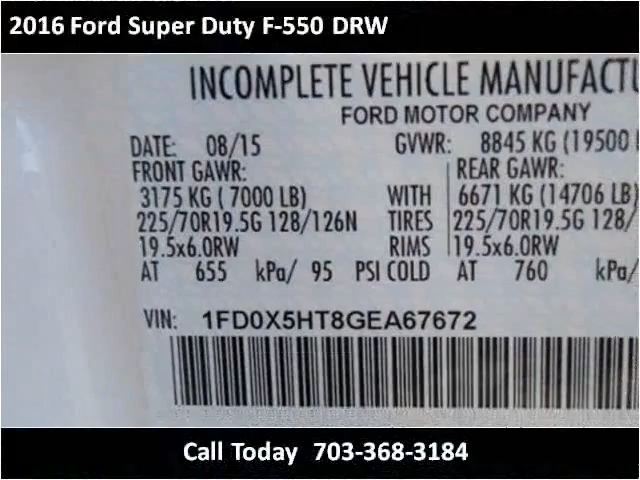 2016 Ford Super Duty F-550 DRW
INCOMPLETE VEHICLE MANUFACTU
FORD MOTOR COMPANY
DATE: 08/15 GVWR: 8845 KG (19500
FRONT GAWR: REAR GAWR:
3175 KG ( 7000 LB) WITH 6671 KG (14706 LB)
225/70R19.5G 128/126N TIRES 225/70R19.5G 128/
19.5x6.0RW RIMS 19.5x6.0RW
AT 655 kPa/ 95 PSI COLD AT 760 kPa/
VIN: 1FD0X5HT8GEA67672
Call Today 703-368-3184